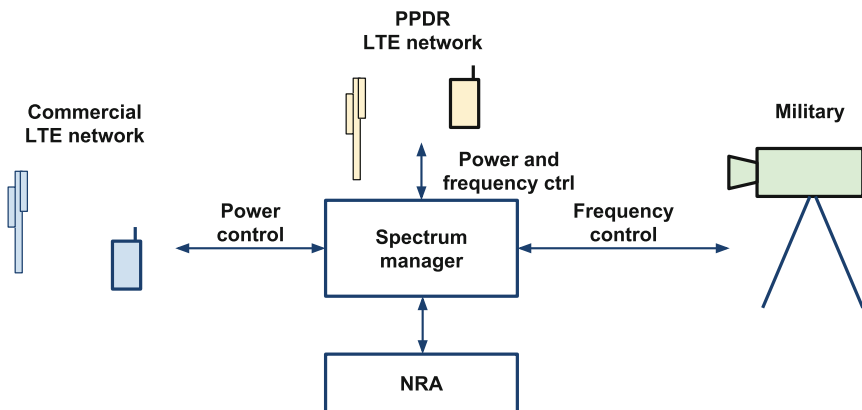 PPDR
LTE network
Commercial
LTE network
Military
Power and
frequency ctrl
Power
control
Frequency
control
Spectrum
manager
NRA